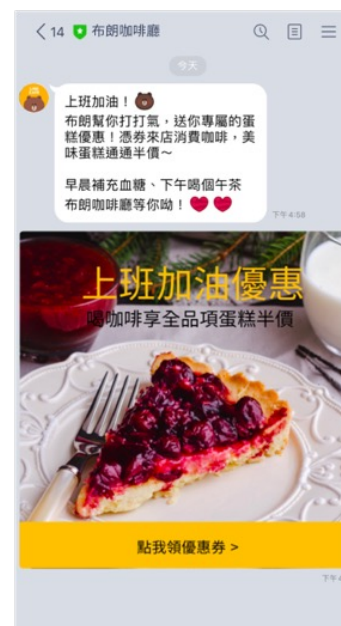 14 布朗咖啡廳
今天
上班加油！
布朗幫你打打氣，送你專屬的蛋
糕優惠！憑券來店消費咖啡，美
味蛋糕通通半價～
早晨補充血糖、下午喝個午茶
布朗咖啡廳等你呦！
下午4:58
上班加油優惠
喝咖啡享全品項蛋糕半價
點我領優惠券 >